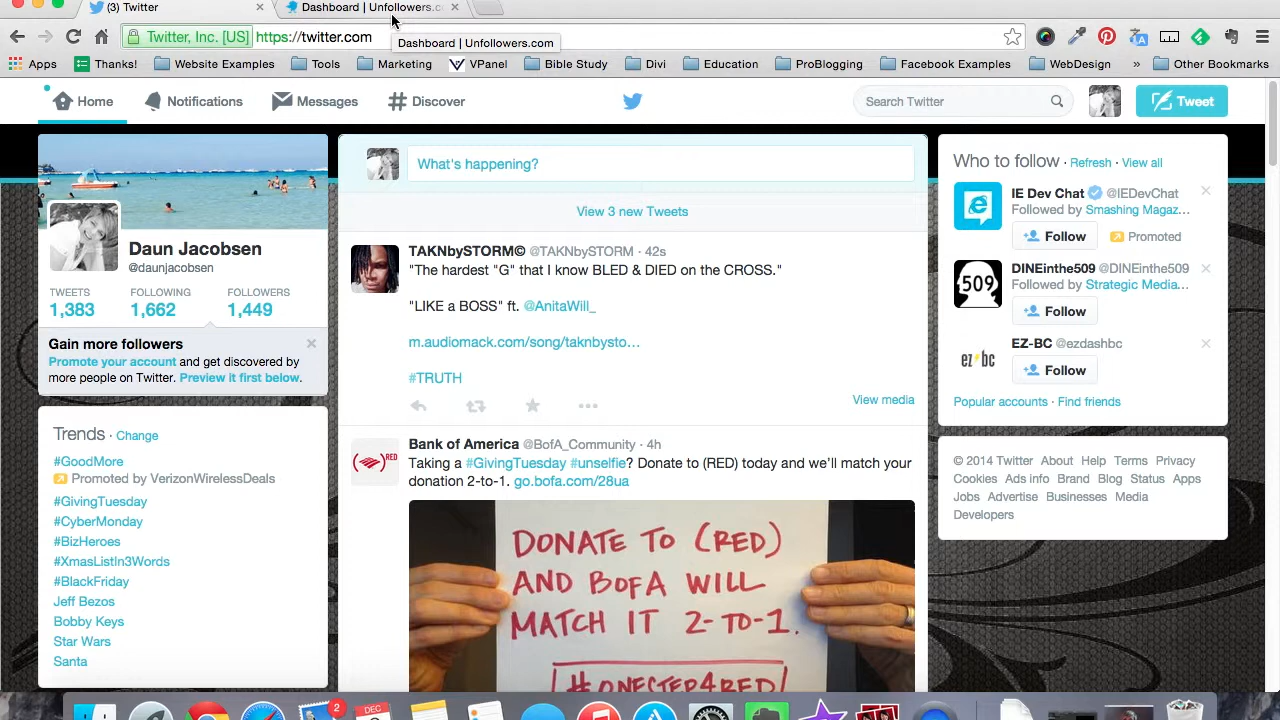 (3) Twitter
Dashboard | Unfollowers.c
Twitter, Inc. [US] https://twitter.com
Dashboard | Unfollowers.com
Apps Thanks! Website Examples Tools Marketing VPanel Bible Study Divi Education ProBlogging Facebook Examples WebDesign » Other Bookmarks
Home Notifications Messages Discover Search Twitter Tweet
What's happening?
View 3 new Tweets
Daun Jacobsen
@daunjacobsen
TWEETS FOLLOWING FOLLOWERS
1,383 1,662 1,449
Gain more followers
Promote your account and get discovered by
more people on Twitter. Preview it first below.
Trends · Change
#GoodMore
Promoted by VerizonWirelessDeals
#GivingTuesday
#CyberMonday
#BizHeroes
#XmasListIn3Words
#BlackFriday
Jeff Bezos
Bobby Keys
Star Wars
Santa
TAKNbySTORM© @TAKNbySTORM · 42s
"The hardest "G" that I know BLED & DIED on the CROSS."
"LIKE a BOSS" ft. @AnitaWill_
m.audiomack.com/song/taknbysto…
#TRUTH
View media
Bank of America @BofA_Community · 4h
Taking a #GivingTuesday #unselfie? Donate to (RED) today and we'll match your
donation 2-to-1. go.bofa.com/28ua
(RED)
DONATE TO (RED)
AND BofA WILL
MATCH IT 2-TO-1.
#ONESTEP4RED
Who to follow · Refresh · View all
IE Dev Chat @IEDevChat
Followed by Smashing Magaz...
Follow Promoted
DINEinthe509 @DINEinthe509
Followed by Strategic Media...
509
Follow
EZ-BC @ezdashbc
ez bc
Follow
Popular accounts · Find friends
© 2014 Twitter About Help Terms Privacy
Cookies Ads info Brand Blog Status Apps
Jobs Advertise Businesses Media
Developers
2
DEC